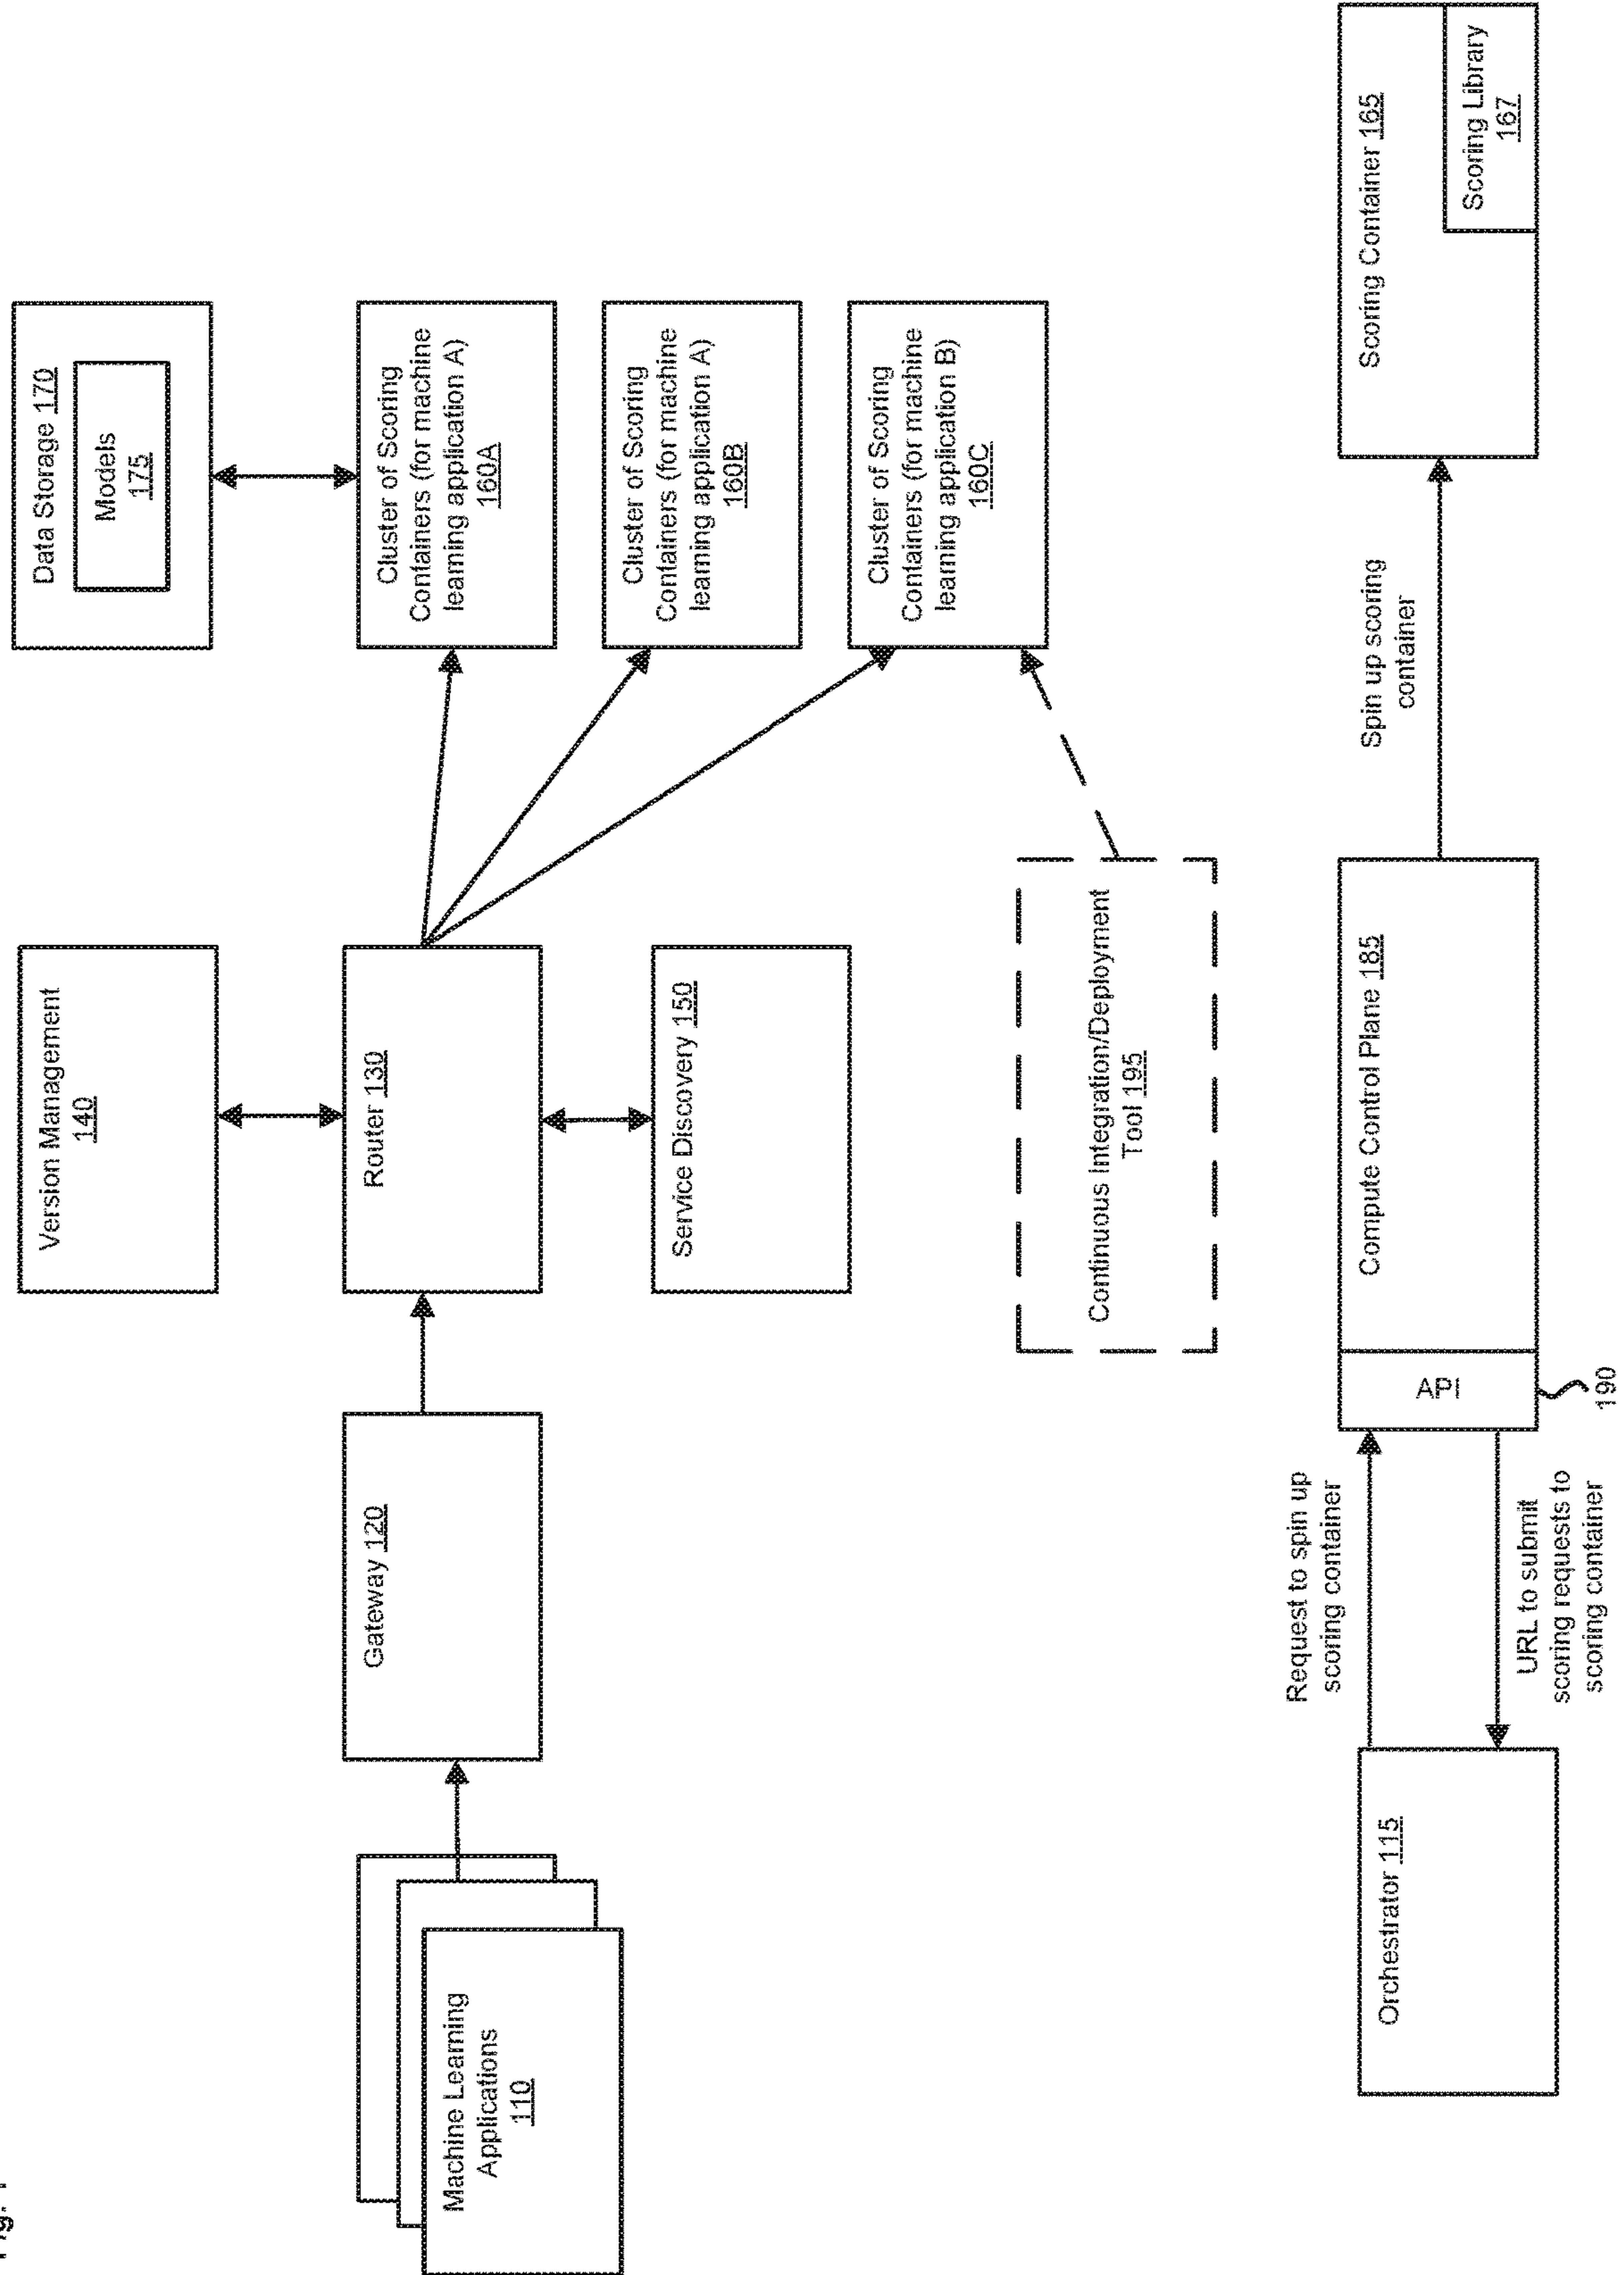 Fig. 1
Machine Learning
Applications
110
Gateway 120
Version Management
140
Router 130
Service Discovery 150
Data Storage 170
Models
175
Cluster of Scoring
Containers (for machine
learning application A)
160A
Cluster of Scoring
Containers (for machine
learning application A)
160B
Cluster of Scoring
Containers (for machine
learning application B)
160C
Continuous Integration/Deployment
Tool 195
Orchestrator 115
Request to spin up
scoring container
URL to submit
scoring requests to
scoring container
API
190
Compute Control Plane 185
Spin up scoring
container
Scoring Container 165
Scoring Library
167